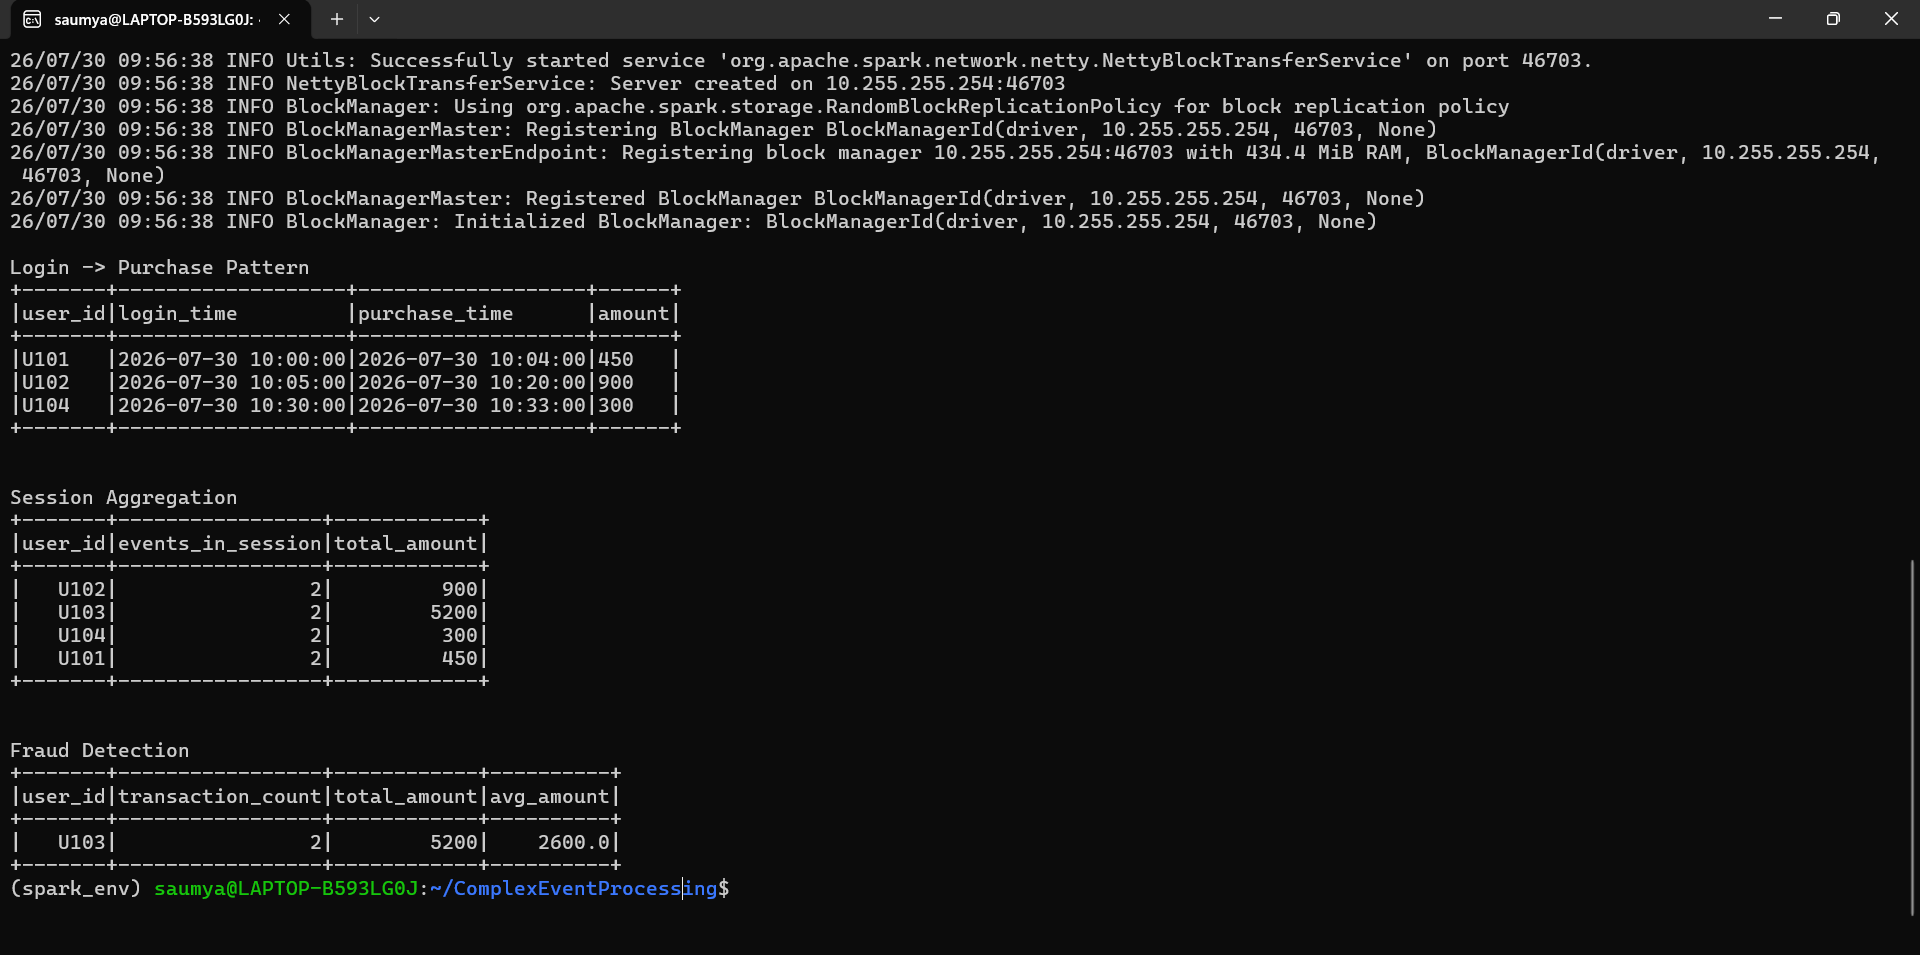 saumya@LAPTOP-B593LG0J: ·
26/07/30 09:56:38 INFO Utils: Successfully started service 'org.apache.spark.network.netty.NettyBlockTransferService' on port 46703.
26/07/30 09:56:38 INFO NettyBlockTransferService: Server created on 10.255.255.254:46703
26/07/30 09:56:38 INFO BlockManager: Using org.apache.spark.storage.RandomBlockReplicationPolicy for block replication policy
26/07/30 09:56:38 INFO BlockManagerMaster: Registering BlockManager BlockManagerId(driver, 10.255.255.254, 46703, None)
26/07/30 09:56:38 INFO BlockManagerMasterEndpoint: Registering block manager 10.255.255.254:46703 with 434.4 MiB RAM, BlockManagerId(driver, 10.255.255.254,
 46703, None)
26/07/30 09:56:38 INFO BlockManagerMaster: Registered BlockManager BlockManagerId(driver, 10.255.255.254, 46703, None)
26/07/30 09:56:38 INFO BlockManager: Initialized BlockManager: BlockManagerId(driver, 10.255.255.254, 46703, None)

Login -> Purchase Pattern
+-------+-------------------+-------------------+------+
|user_id|login_time         |purchase_time      |amount|
+-------+-------------------+-------------------+------+
|U101   |2026-07-30 10:00:00|2026-07-30 10:04:00|450   |
|U102   |2026-07-30 10:05:00|2026-07-30 10:20:00|900   |
|U104   |2026-07-30 10:30:00|2026-07-30 10:33:00|300   |
+-------+-------------------+-------------------+------+

Session Aggregation
+-------+-----------------+------------+
|user_id|events_in_session|total_amount|
+-------+-----------------+------------+
|   U102|                2|         900|
|   U103|                2|        5200|
|   U104|                2|         300|
|   U101|                2|         450|
+-------+-----------------+------------+

Fraud Detection
+-------+-----------------+------------+----------+
|user_id|transaction_count|total_amount|avg_amount|
+-------+-----------------+------------+----------+
|   U103|                2|        5200|    2600.0|
+-------+-----------------+------------+----------+
(spark_env) saumya@LAPTOP-B593LG0J:~/ComplexEventProcessing$